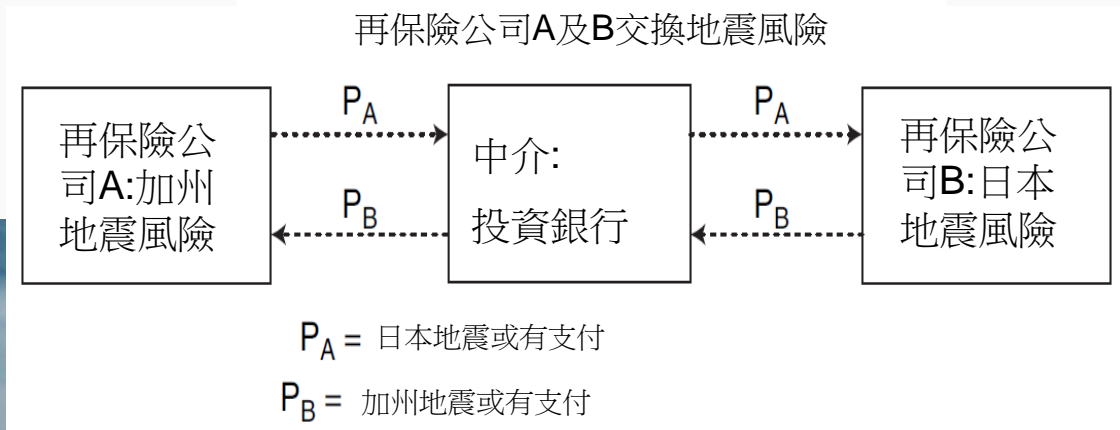 再保險公司A及B交換地震風險
再保險公
司A:加州
地震風險
P_A
P_B
中介:
投資銀行
P_A
P_B
再保險公
司B:日本
地震風險
P_A = 日本地震或有支付
P_B = 加州地震或有支付